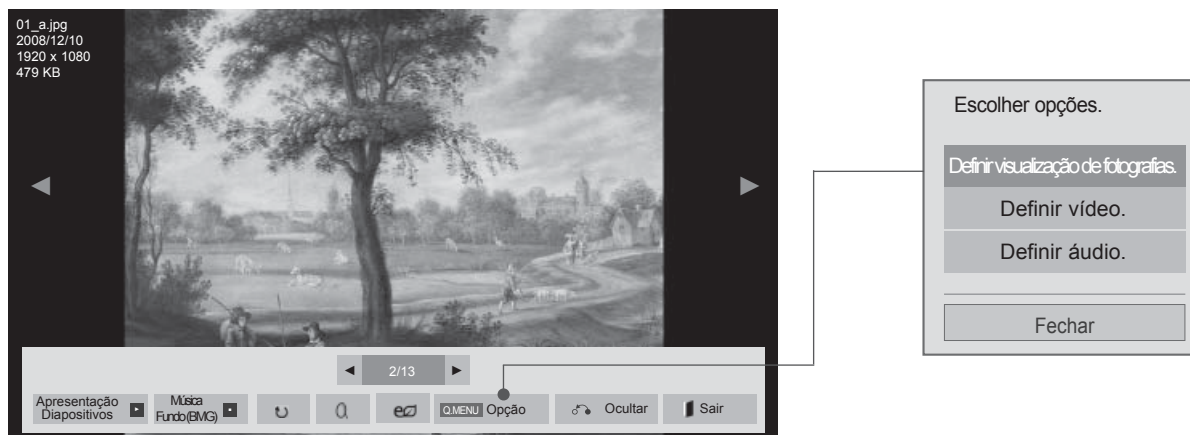 01_a.jpg
2008/12/10
1920 x 1080
479 KB
2/13
Apresentação
Diapositivos
Música
Fundo (BMG)
Q.MENU Opção
Ocultar
Sair
Escolher opções.
Definir visualização de fotografias.
Definir vídeo.
Definir áudio.
Fechar